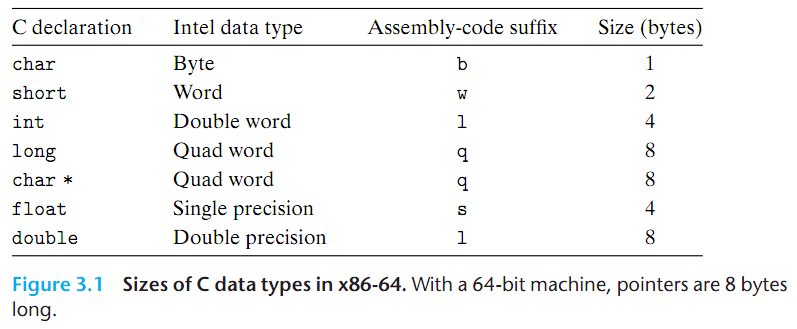 C declaration Intel data type Assembly-code suffix Size (bytes)
char Byte b 1
short Word w 2
int Double word l 4
long Quad word q 8
char * Quad word q 8
float Single precision s 4
double Double precision l 8
Figure 3.1 Sizes of C data types in x86-64. With a 64-bit machine, pointers are 8 bytes
long.